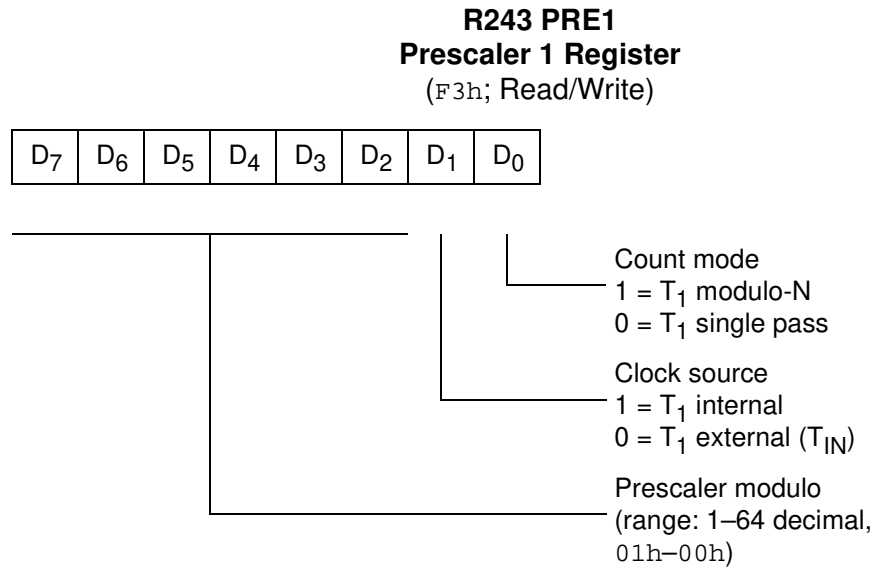 R243 PRE1
Prescaler 1 Register
(F3h; Read/Write)
D7 D6 D5 D4 D3 D2 D1 D0
Count mode
1 = T1 modulo-N
0 = T1 single pass
Clock source
1 = T1 internal
0 = T1 external (TIN)
Prescaler modulo
(range: 1–64 decimal,
01h–00h)